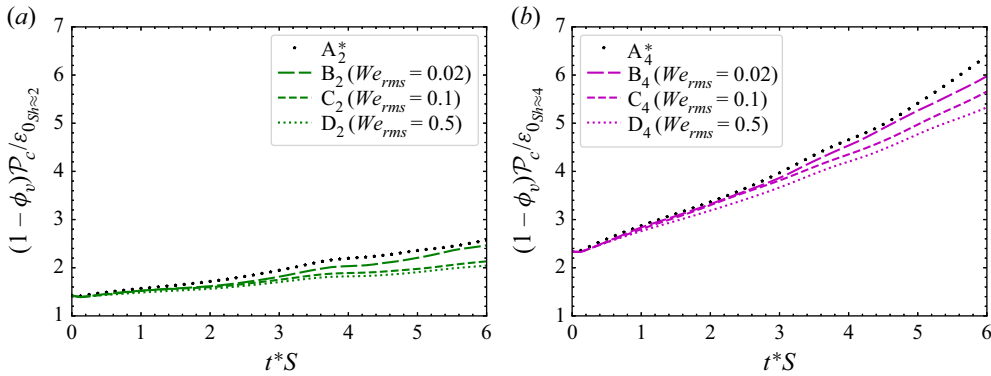 (a)
7
6
5
4
3
2
1
(1 − ϕv)Pc/ε0Sh≈2
A*2
B2 (Werms = 0.02)
C2 (Werms = 0.1)
D2 (Werms = 0.5)
0 1 2 3 4 5 6
t*S
(b)
7
6
5
4
3
2
1
(1 − ϕv)Pc/ε0Sh≈4
A*4
B4 (Werms = 0.02)
C4 (Werms = 0.1)
D4 (Werms = 0.5)
0 1 2 3 4 5 6
t*S